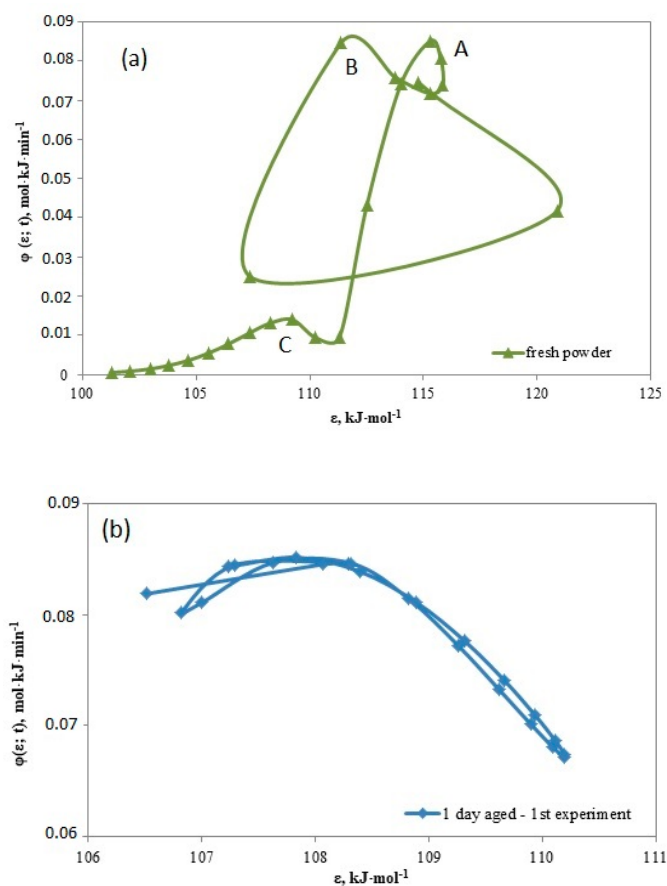 0.09
(a)
A
B
0.08
0.07
0.06
0.05
0.04
0.03
0.02
0.01
0
C
fresh powder
100 105 110 115 120 125
ε, kJ·mol⁻¹
φ (ε; t), mol·kJ·min⁻¹
0.09
(b)
0.08
0.07
0.06
1 day aged - 1st experiment
106 107 108 109 110 111
ε, kJ·mol⁻¹
φ(ε; t), mol·kJ·min⁻¹